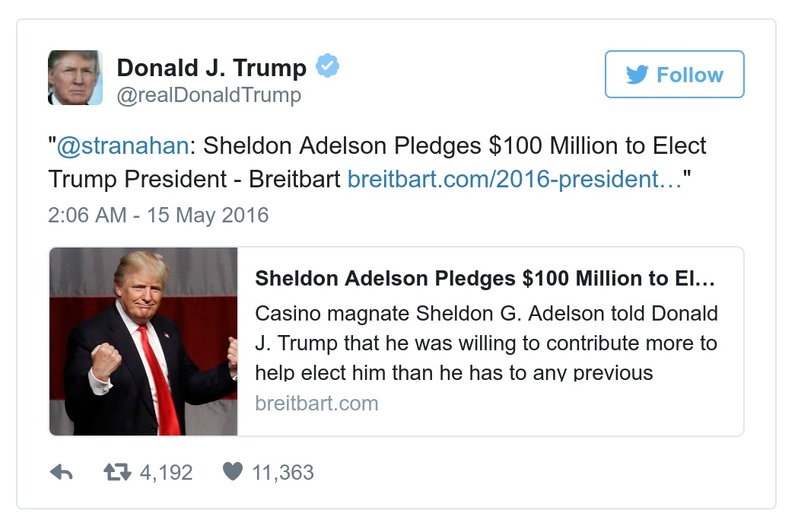 Donald J. Trump
@realDonaldTrump
Follow
"@stranahan: Sheldon Adelson Pledges $100 Million to Elect
Trump President - Breitbart breitbart.com/2016-president…"
2:06 AM - 15 May 2016
Sheldon Adelson Pledges $100 Million to El…
Casino magnate Sheldon G. Adelson told Donald
J. Trump that he was willing to contribute more to
help elect him than he has to any previous
breitbart.com
4,192 11,363